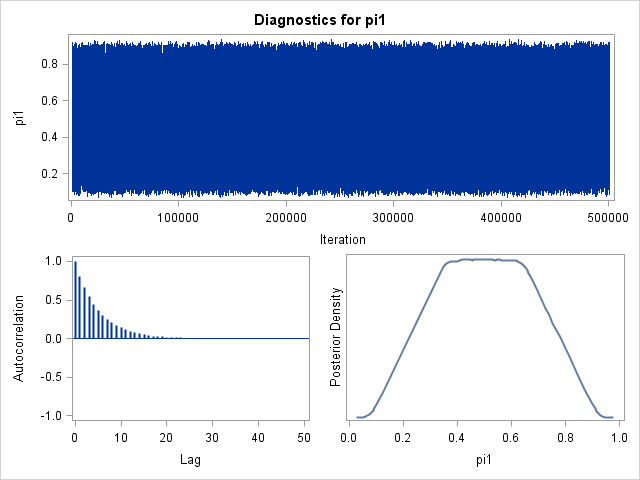 Diagnostics for pi1
pi1
0.8
0.6
0.4
0.2
0 100000 200000 300000 400000 500000
Iteration
Autocorrelation
1.0
0.5
0.0
-0.5
-1.0
0 10 20 30 40 50
Lag
Posterior Density
0.0 0.2 0.4 0.6 0.8 1.0
pi1